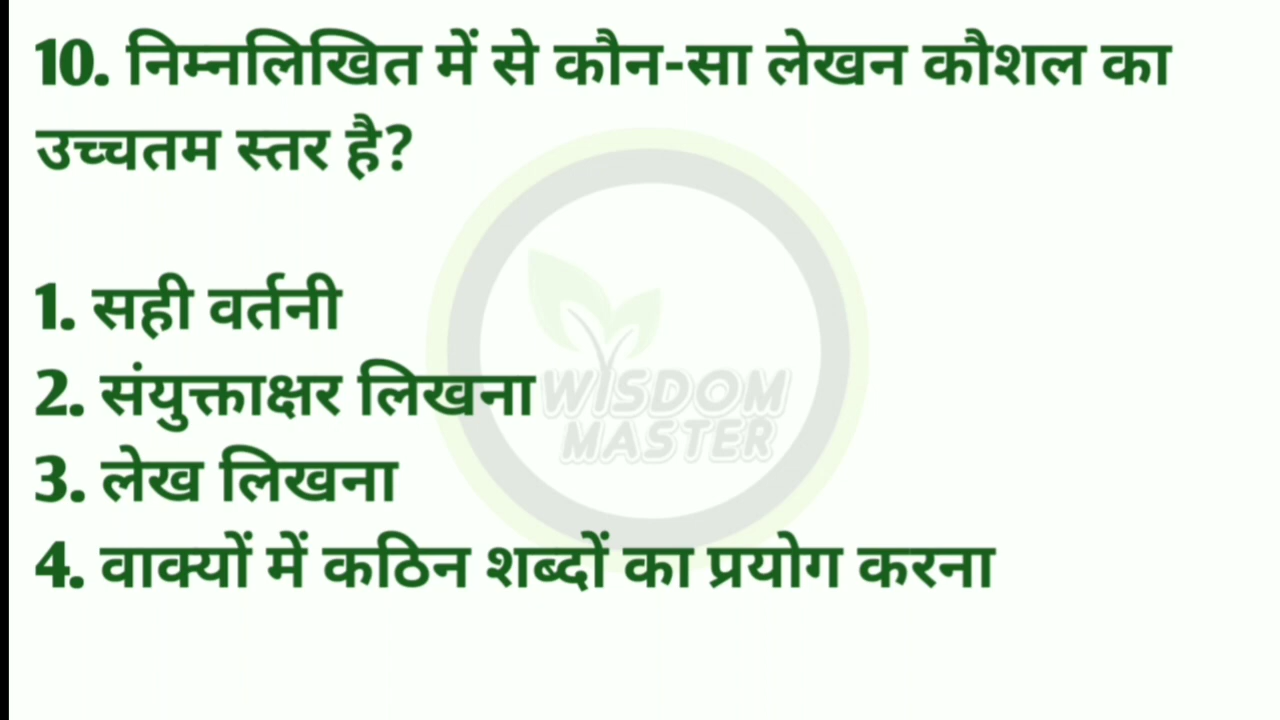 10. निम्नलिखित में से कौन-सा लेखन कौशल का
उच्चतम स्तर है?
1. सही वर्तनी
2. संयुक्ताक्षर लिखना
3. लेख लिखना
4. वाक्यों में कठिन शब्दों का प्रयोग करना
WISDOM
MASTER